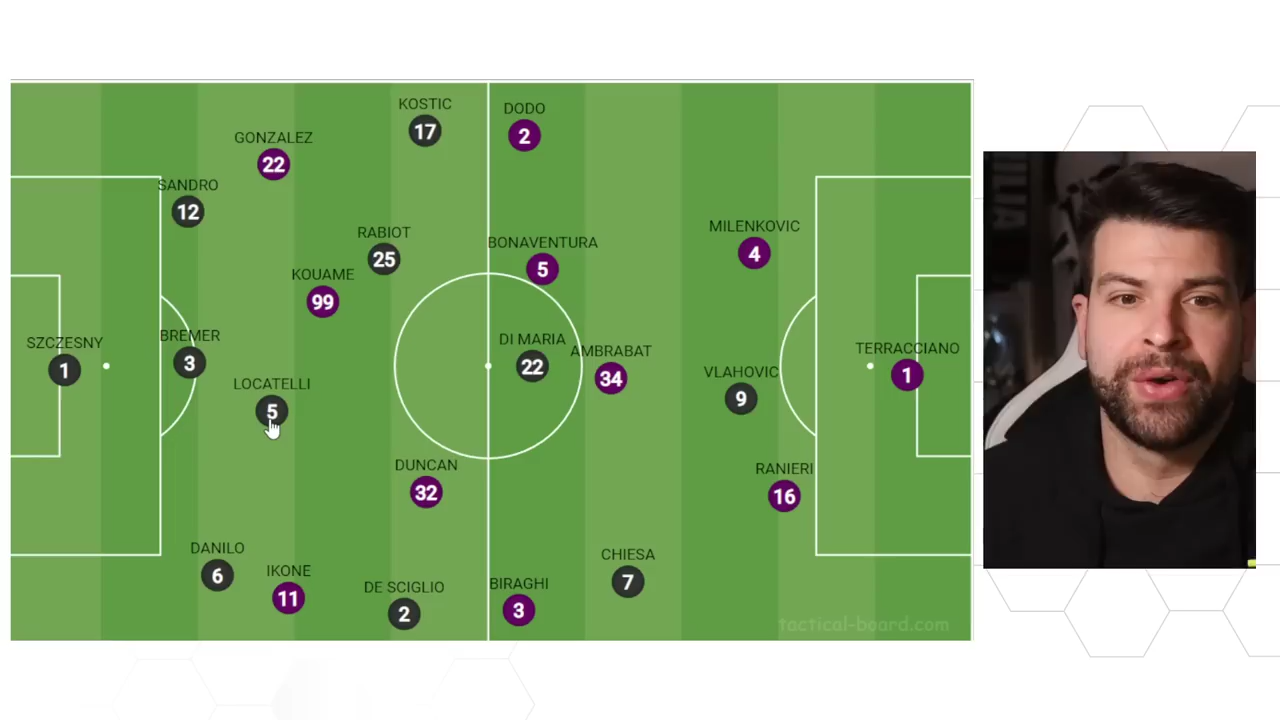 KOSTIC
17
DODO
2
GONZALEZ
22
SANDRO
12
RABIOT
25
MILENKOVIC
4
BONAVENTURA
5
KOUAME
99
SZCZESNY
1
BREMER
3
DI MARIA
22
AMBRABAT
34
TERRACCIANO
1
VLAHOVIC
9
LOCATELLI
5
DUNCAN
32
RANIERI
16
DANILO
6
IKONE
11
DE SCIGLIO
2
BIRAGHI
3
CHIESA
7
tactical-board.com